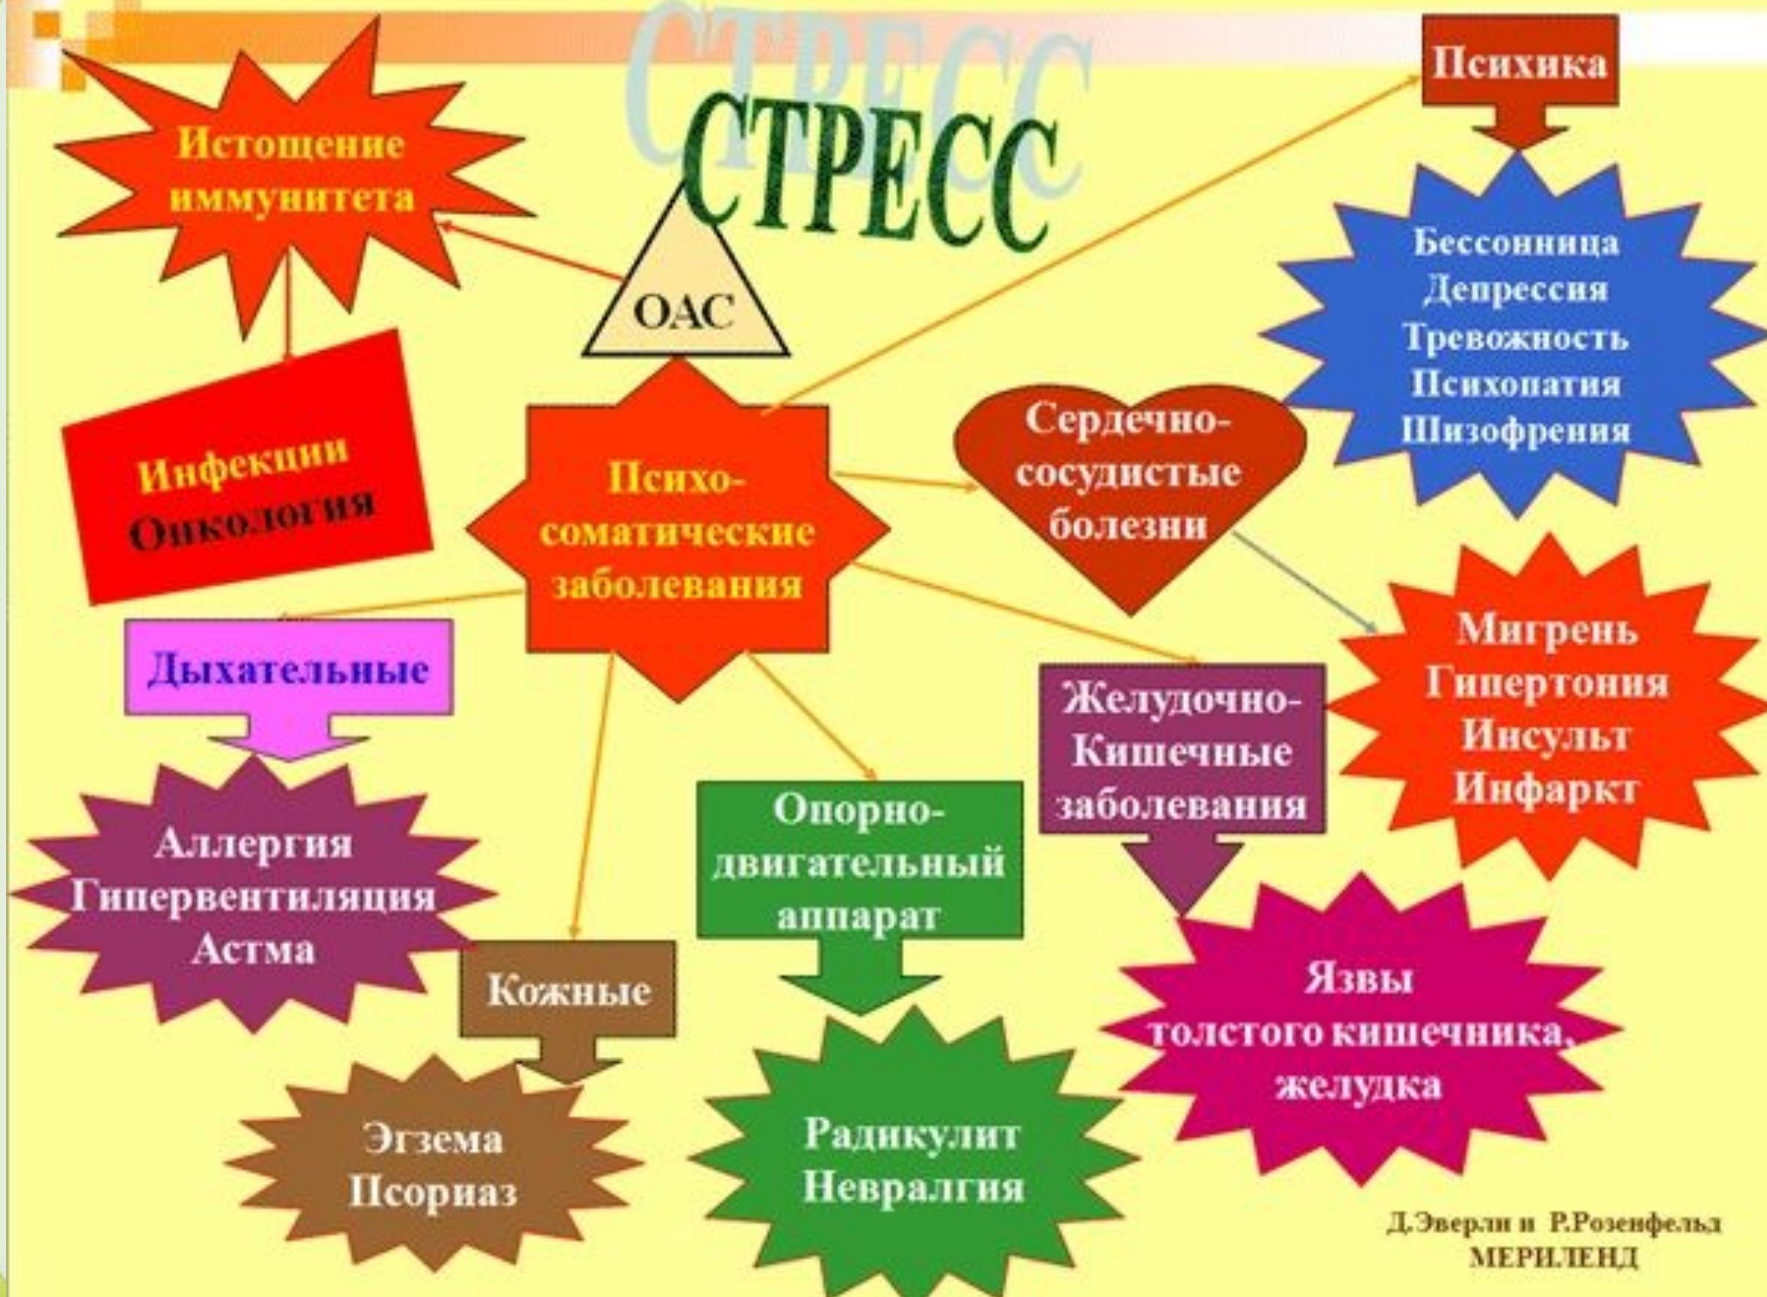 СТРЕСС
СТРЕСС
Психика
Истощение
иммунитета
ОАС
Бессонница
Депрессия
Тревожность
Психопатия
Шизофрения
Инфекции
Онкология
Психо-
соматические
заболевания
Сердечно-
сосудистые
болезни
Мигрень
Гипертония
Инсульт
Инфаркт
Дыхательные
Аллергия
Гипервентиляция
Астма
Желудочно-
Кишечные
заболевания
Опорно-
двигательный
аппарат
Кожные
Язвы
толстого кишечника,
желудка
Эгзема
Псориаз
Радикулит
Невралгия
Д.Эверли и Р.Розенфельд
МЕРИЛЕНД